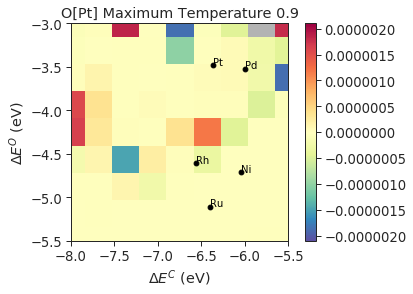 O[Pt] Maximum Temperature 0.9
−3.0
−3.5
−4.0
−4.5
−5.0
−5.5
ΔE^O (eV)
Pt
Pd
Rh
Ni
Ru
−8.0 −7.5 −7.0 −6.5 −6.0 −5.5
ΔE^C (eV)
0.0000020
0.0000015
0.0000010
0.0000005
0.0000000
−0.0000005
−0.0000010
−0.0000015
−0.0000020